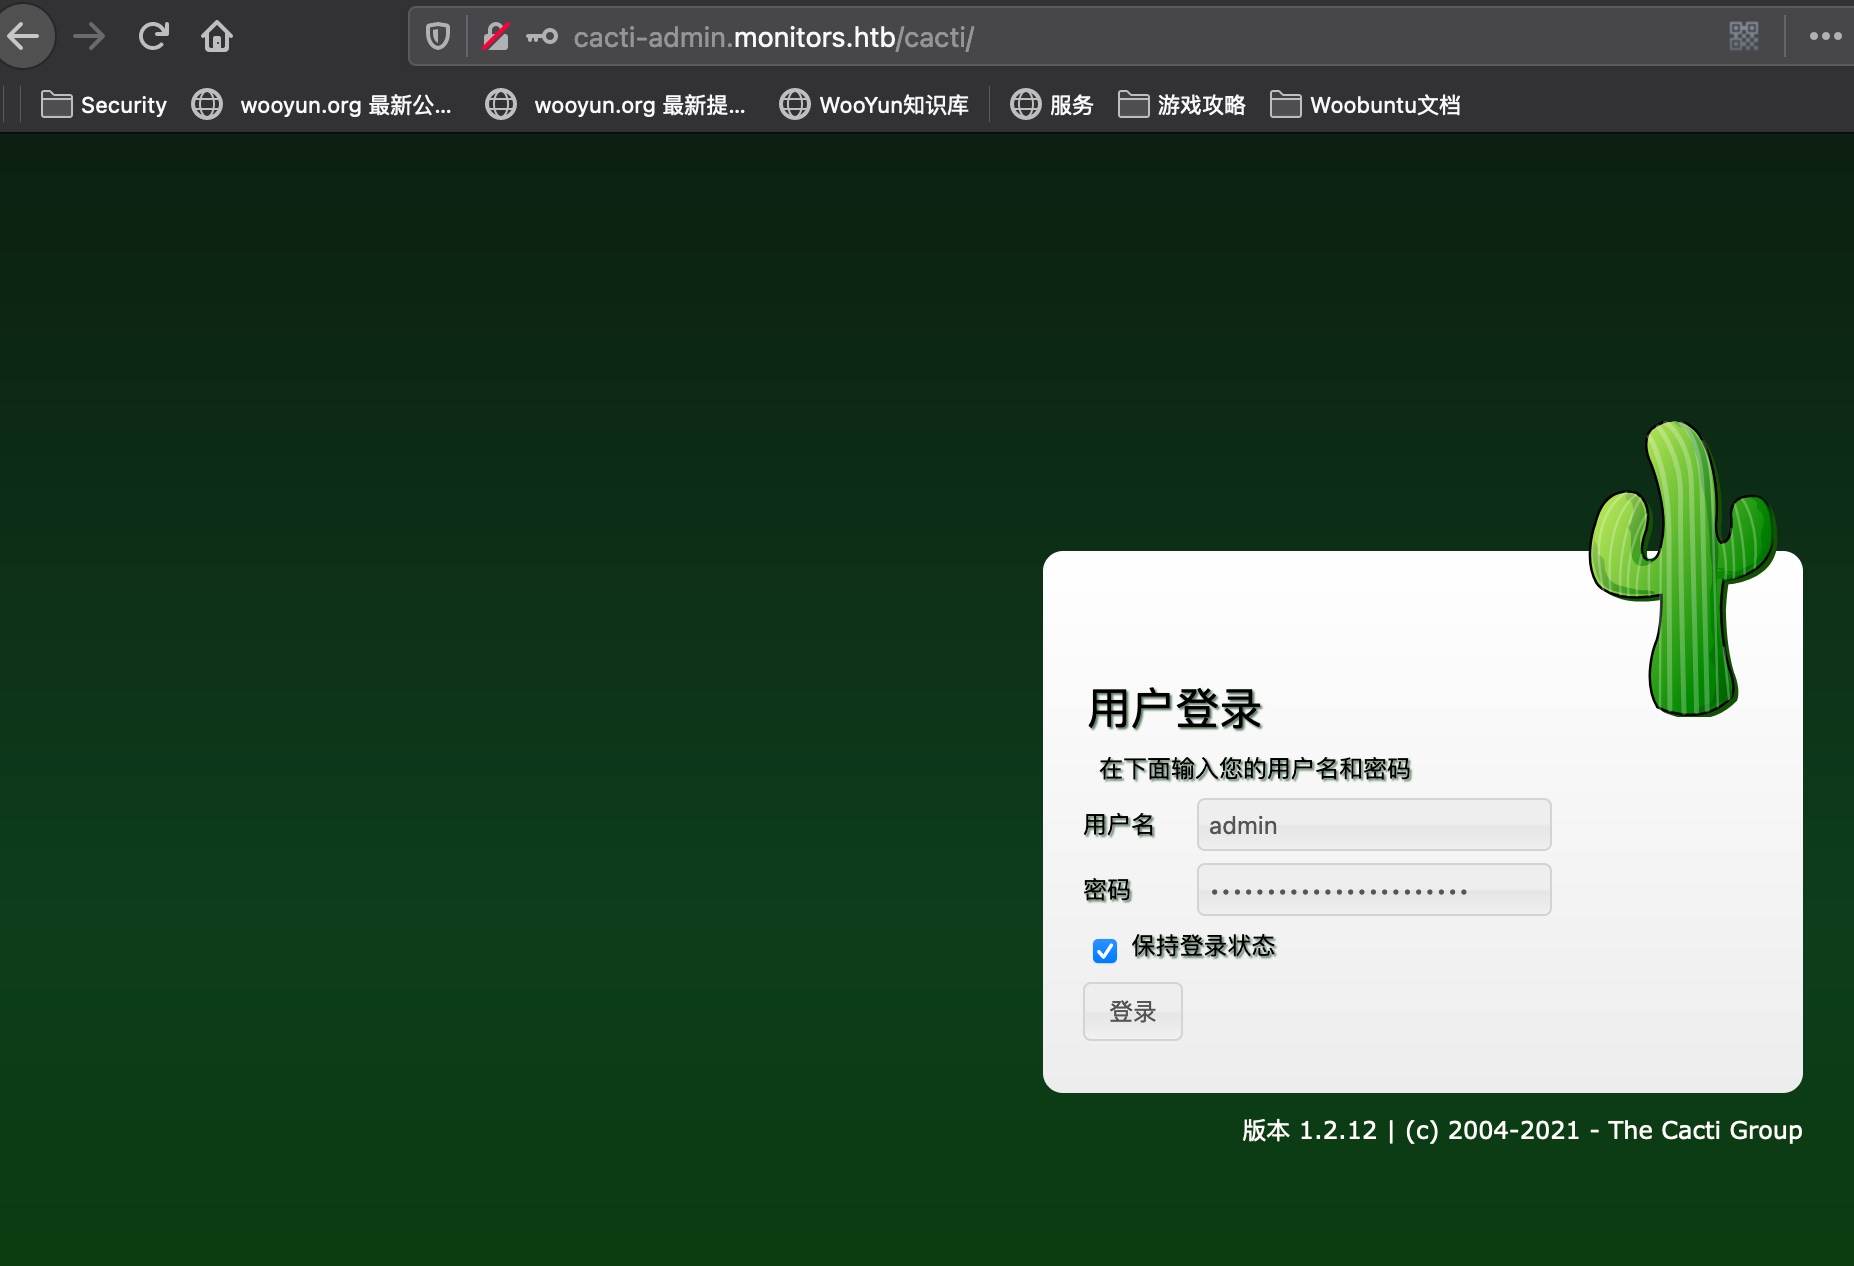 cacti-admin.monitors.htb/cacti/
Security wooyun.org 最新公... wooyun.org 最新提... WooYun知识库 服务 游戏攻略 Woobuntu文档
用户登录
在下面输入您的用户名和密码
用户名 admin
密码 •••••••••••••••••••••••
保持登录状态
登录
版本 1.2.12 | (c) 2004-2021 - The Cacti Group